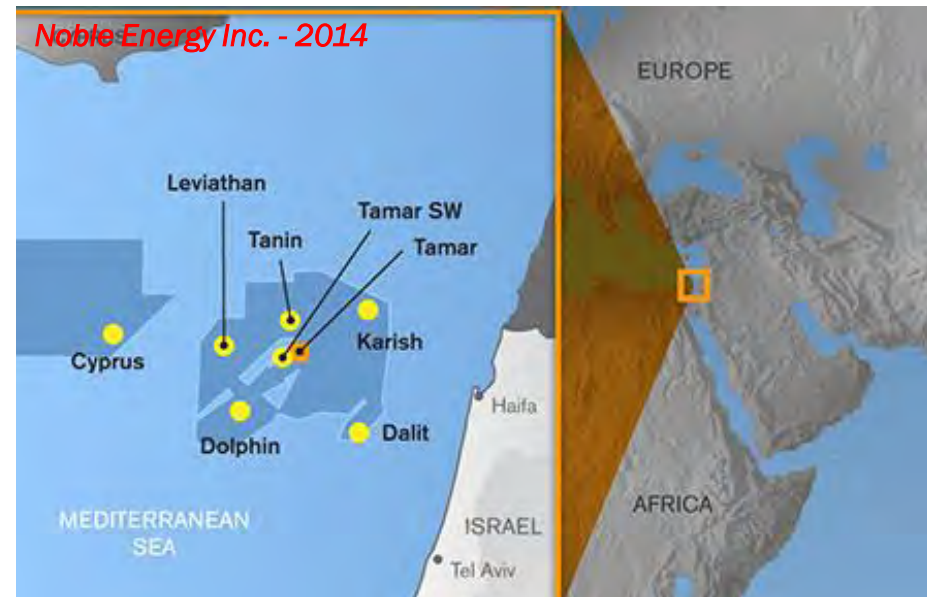 Noble Energy Inc. - 2014
CYPRUS
EUROPE
Leviathan
Tamar SW
Tanin
Tamar
Karish
Cyprus
Haifa
Dalit
Dolphin
MEDITERRANEAN
SEA
AFRICA
ISRAEL
Tel Aviv